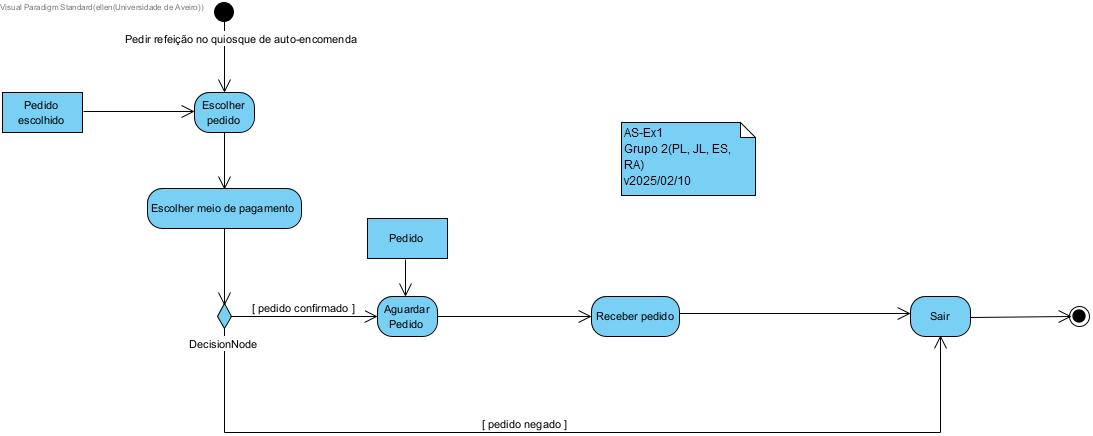 Visual Paradigm Standard(ellen(Universidade de Aveiro))
Pedir refeição no quiosque de auto-encomenda
Pedido
escolhido
Escolher
pedido
AS-Ex1
Grupo 2(PL, JL, ES,
RA)
v2025/02/10
Escolher meio de pagamento
Pedido
[ pedido confirmado ]
Aguardar
Pedido
Receber pedido
Sair
DecisionNode
[ pedido negado ]